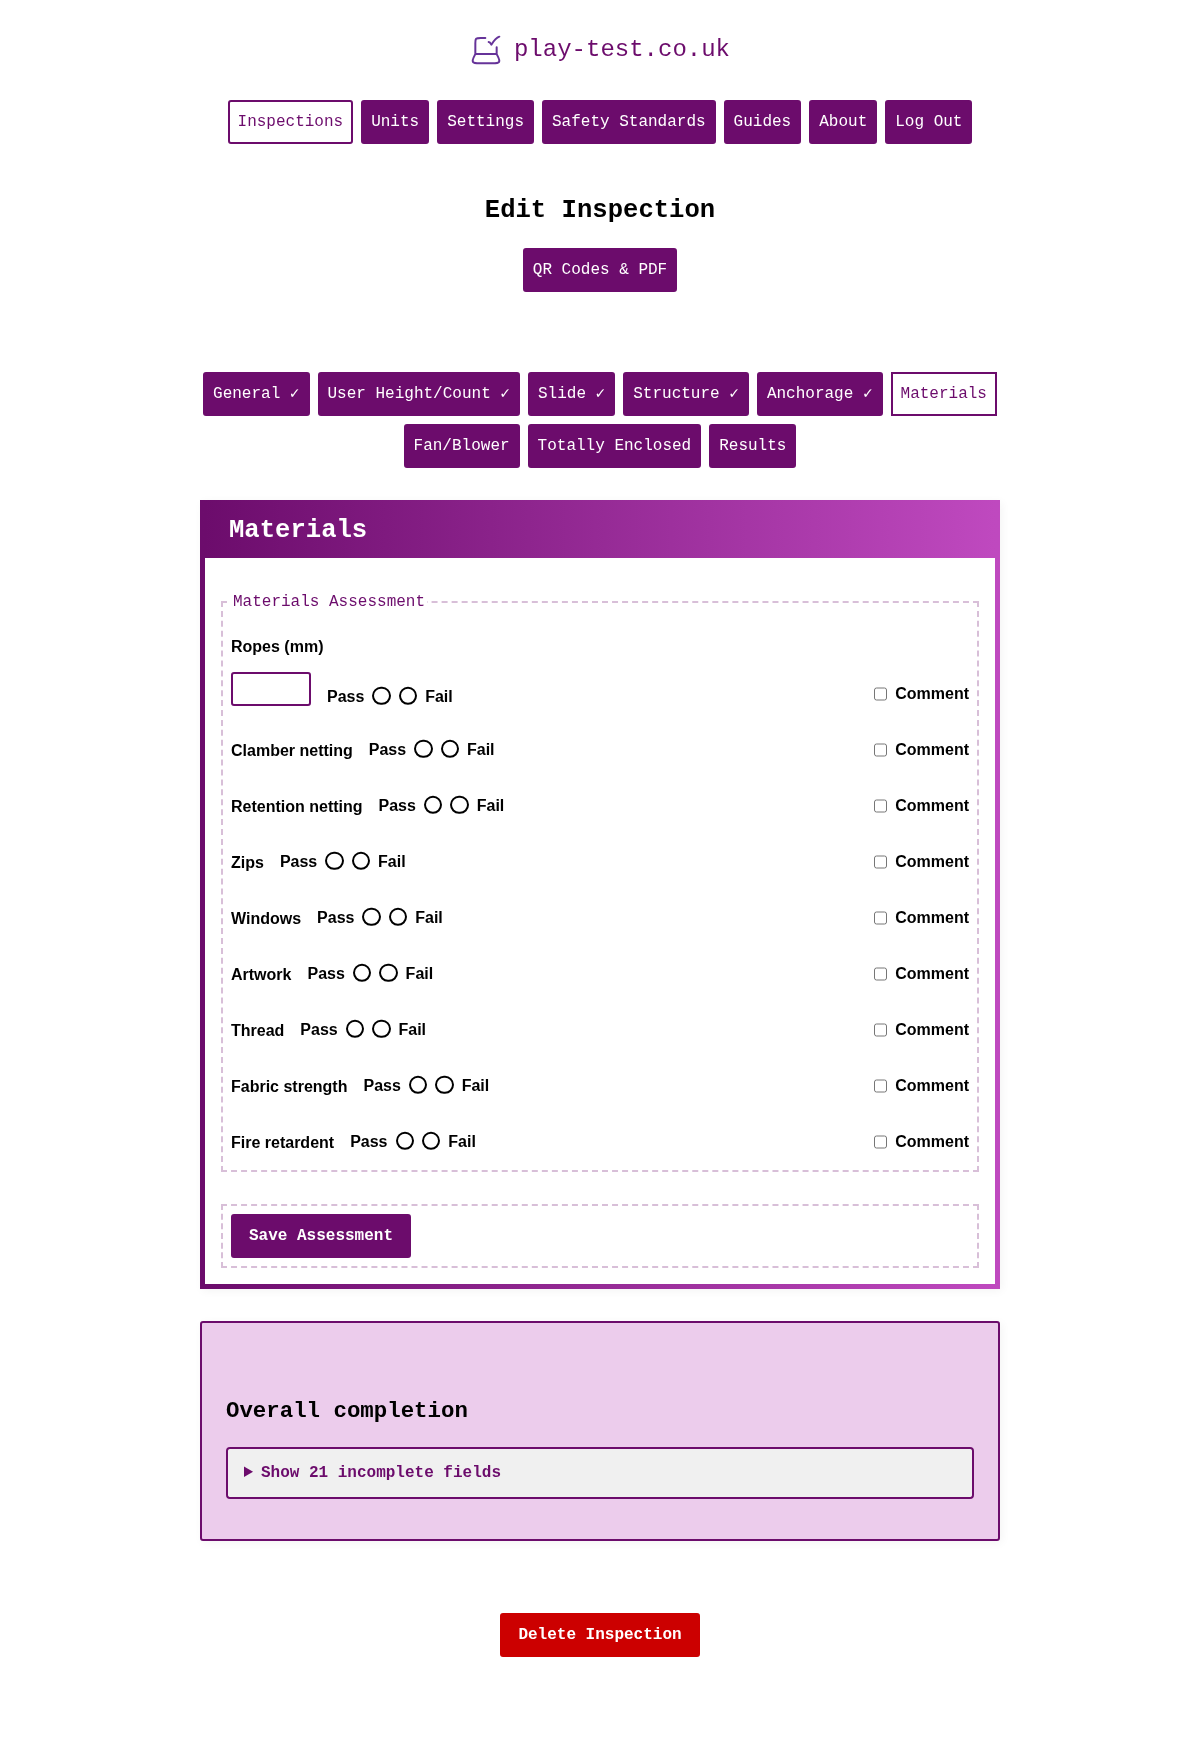 play-test.co.uk
Inspections Units Settings Safety Standards Guides About Log Out
Edit Inspection
QR Codes & PDF
General ✓ User Height/Count ✓ Slide ✓ Structure ✓ Anchorage ✓ Materials
Fan/Blower Totally Enclosed Results
Materials
Materials Assessment
Ropes (mm)
Pass Fail Comment
Clamber netting Pass Fail Comment
Retention netting Pass Fail Comment
Zips Pass Fail Comment
Windows Pass Fail Comment
Artwork Pass Fail Comment
Thread Pass Fail Comment
Fabric strength Pass Fail Comment
Fire retardent Pass Fail Comment
Save Assessment
Overall completion
Show 21 incomplete fields
Delete Inspection